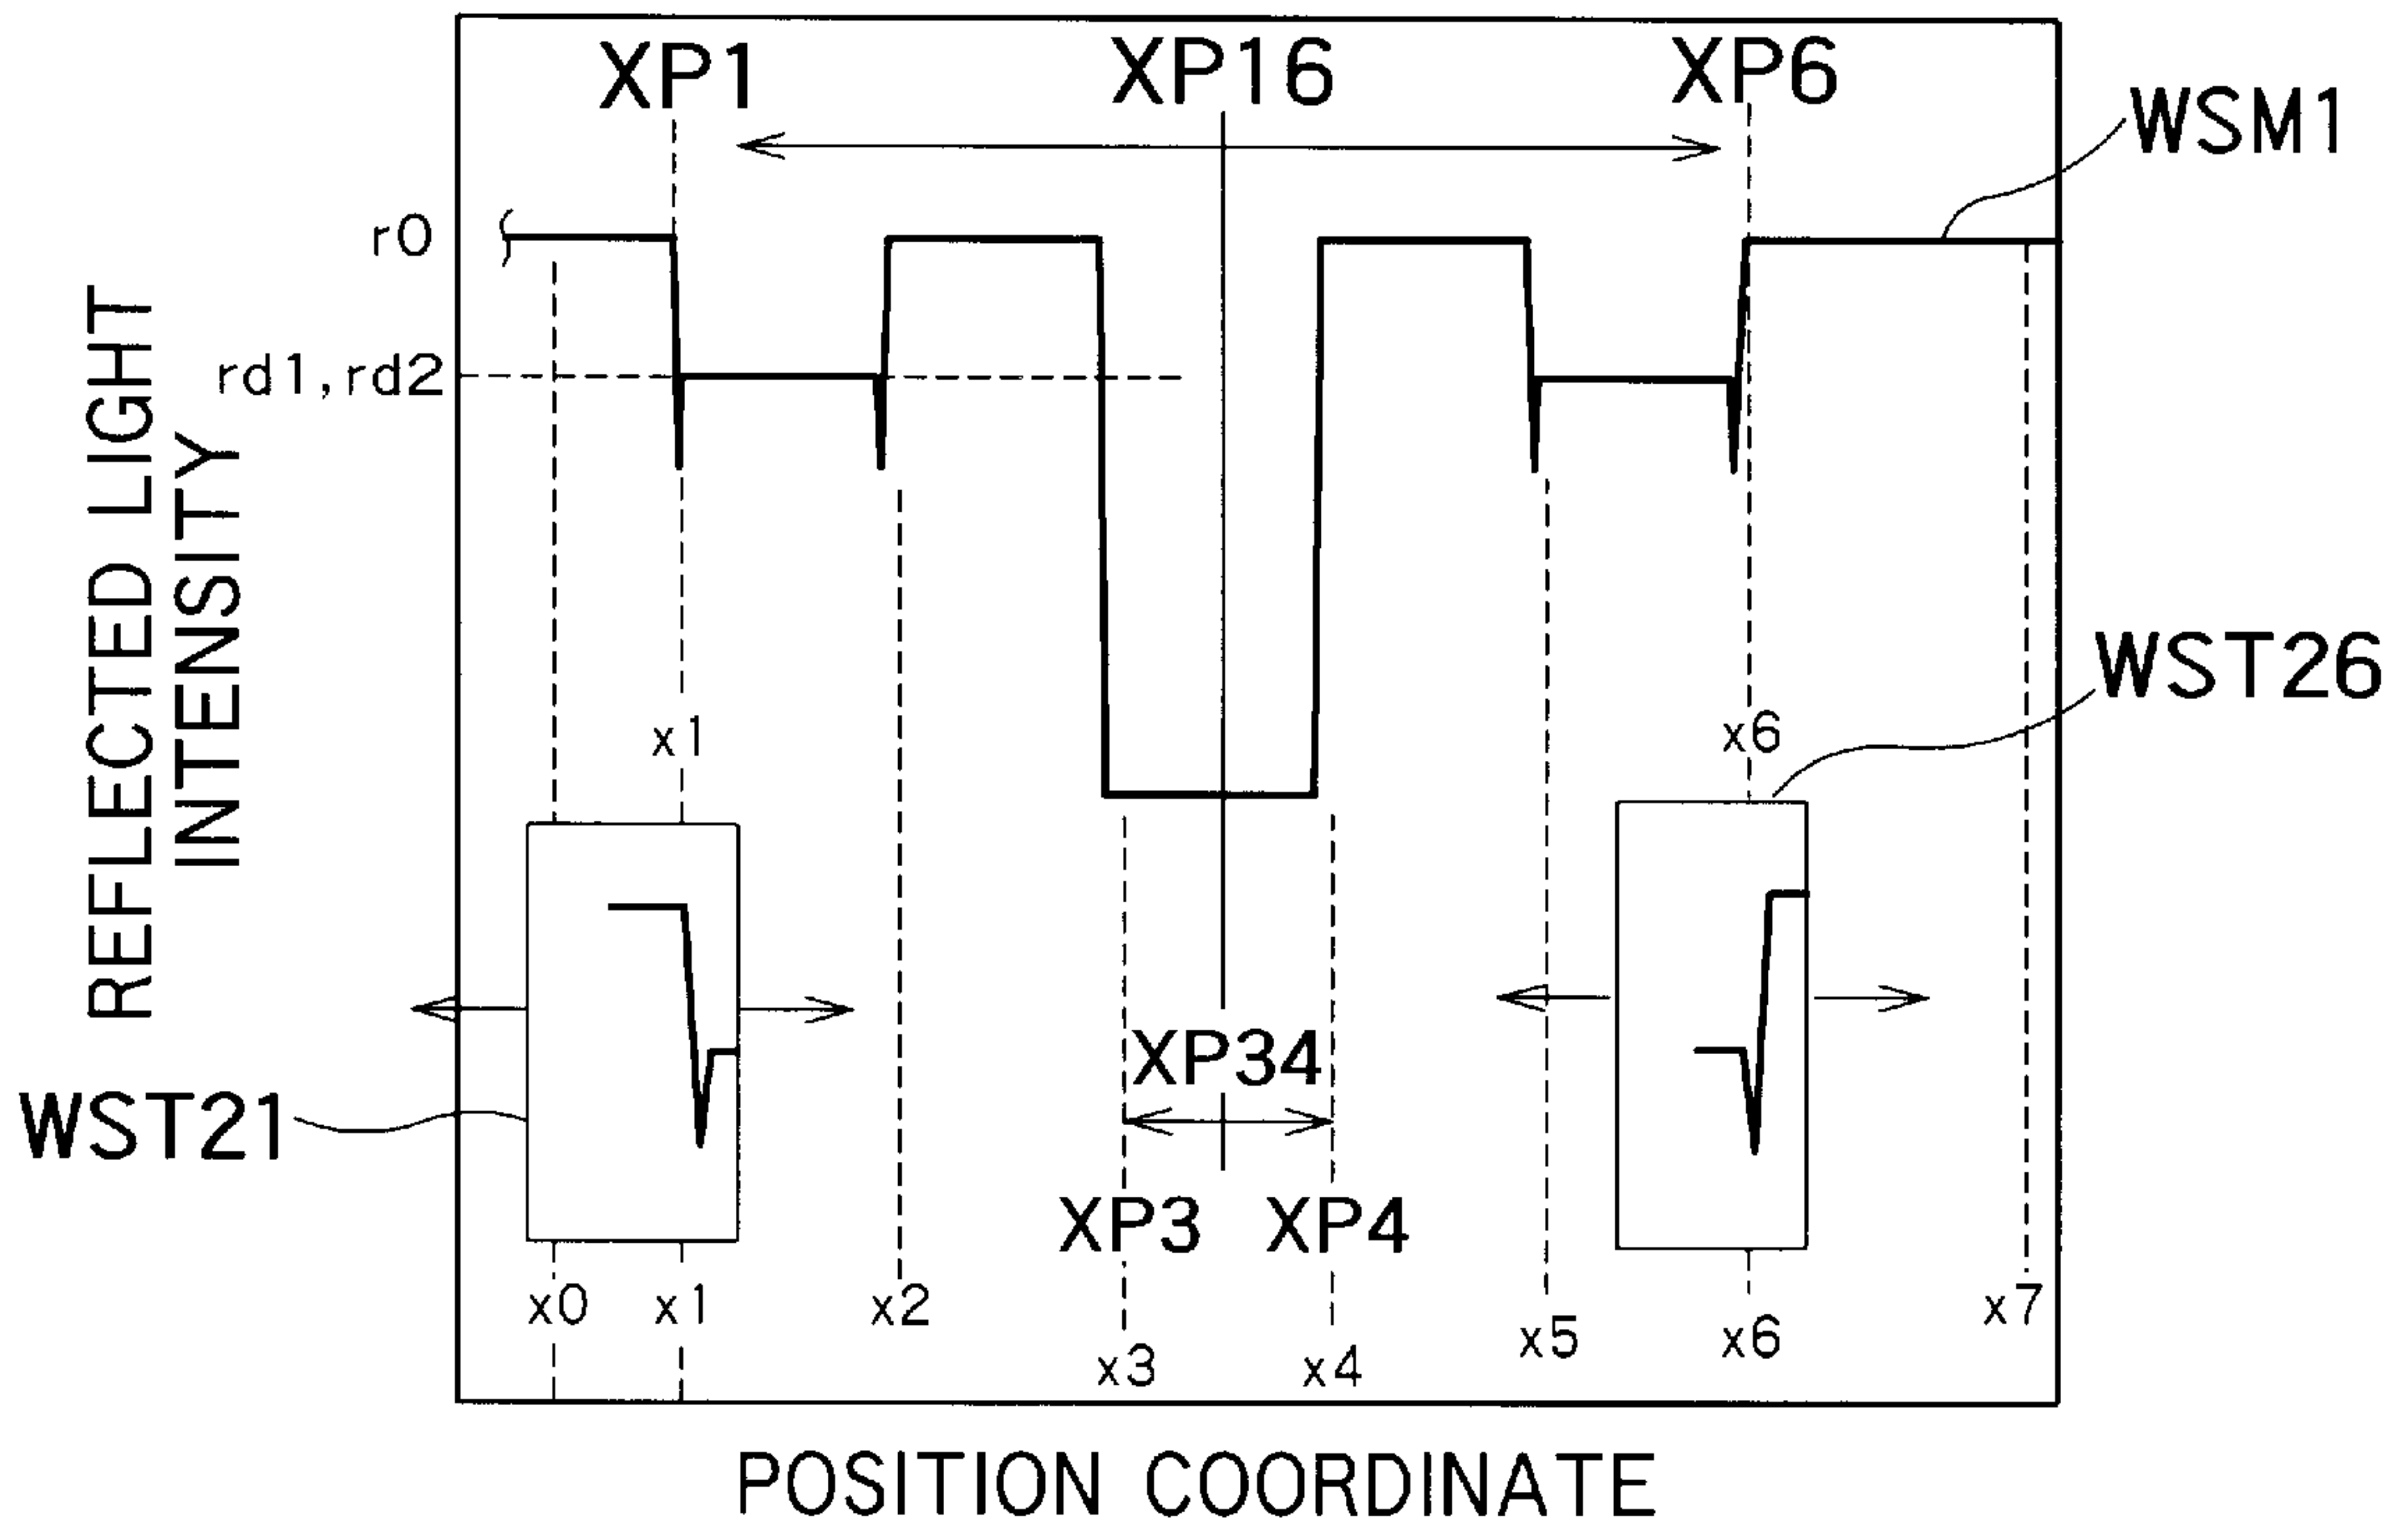 XP1
XP16
XP6
WSM1
r0
rd1,rd2
REFLECTED LIGHT
INTENSITY
WST26
x1
x6
XP34
WST21
XP3
XP4
x0
x1
x2
x3
x4
x5
x6
x7
POSITION COORDINATE